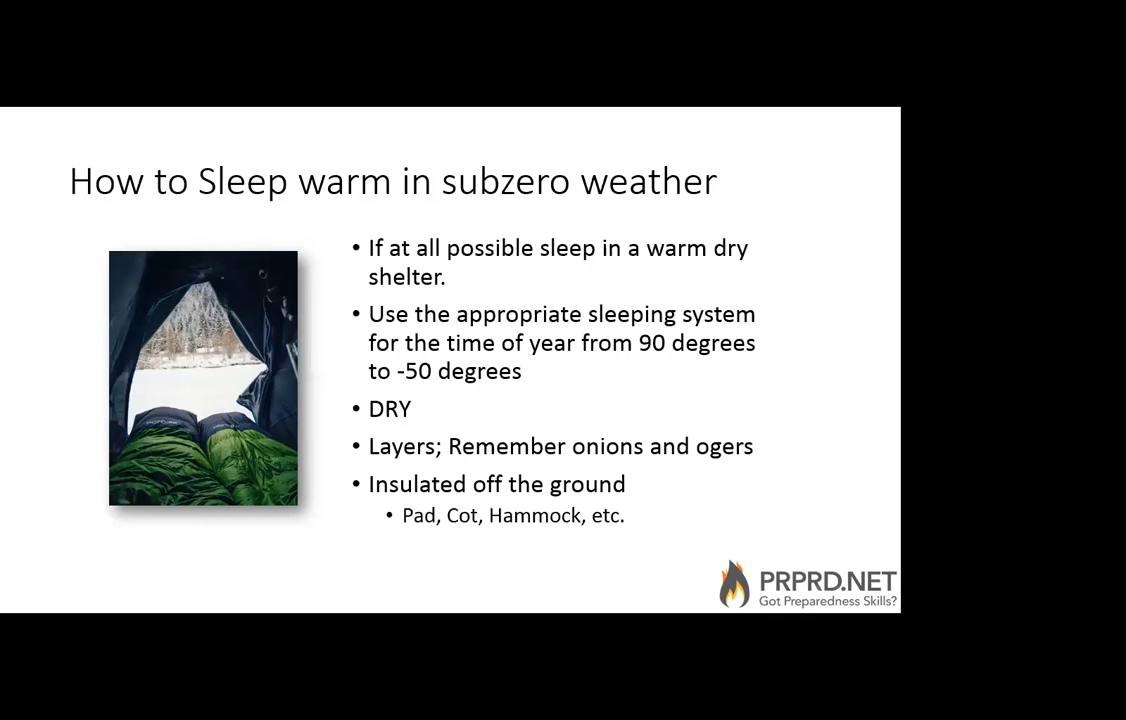 How to Sleep warm in subzero weather
• If at all possible sleep in a warm dry
shelter.
• Use the appropriate sleeping system
for the time of year from 90 degrees
to -50 degrees
• DRY
• Layers; Remember onions and ogers
• Insulated off the ground
• Pad, Cot, Hammock, etc.
PRPRD.NET
Got Preparedness Skills?